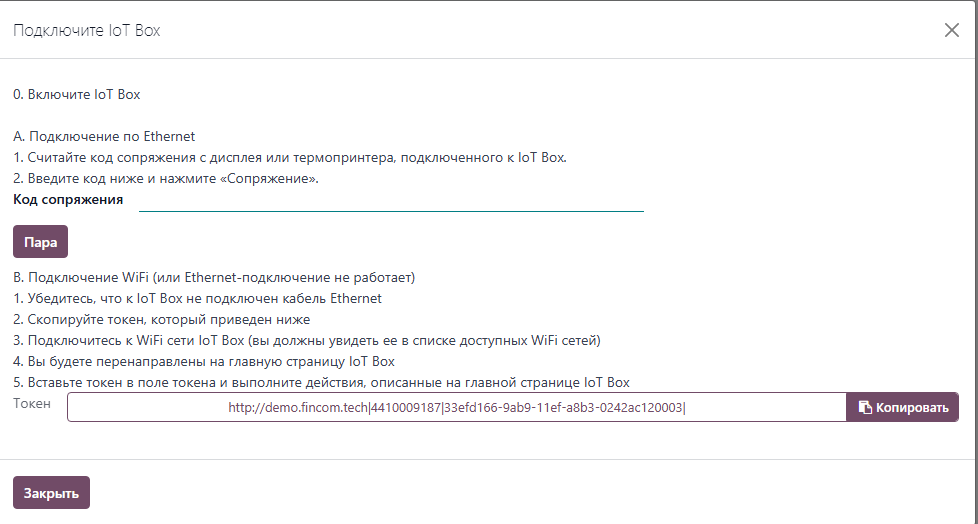 Подключите IoT Box
0. Включите IoT Box
A. Подключение по Ethernet
1. Считайте код сопряжения с дисплея или термопринтера, подключенного к IoT Box.
2. Введите код ниже и нажмите «Сопряжение».
Код сопряжения
Пара
B. Подключение WiFi (или Ethernet-подключение не работает)
1. Убедитесь, что к IoT Box не подключен кабель Ethernet
2. Скопируйте токен, который приведен ниже
3. Подключитесь к WiFi сети IoT Box (вы должны увидеть ее в списке доступных WiFi сетей)
4. Вы будете перенаправлены на главную страницу IoT Box
5. Вставьте токен в поле токена и выполните действия, описанные на главной странице IoT Box
Токен http://demo.fincom.tech|4410009187|33efd166-9ab9-11ef-a8b3-0242ac120003| Копировать
Закрыть